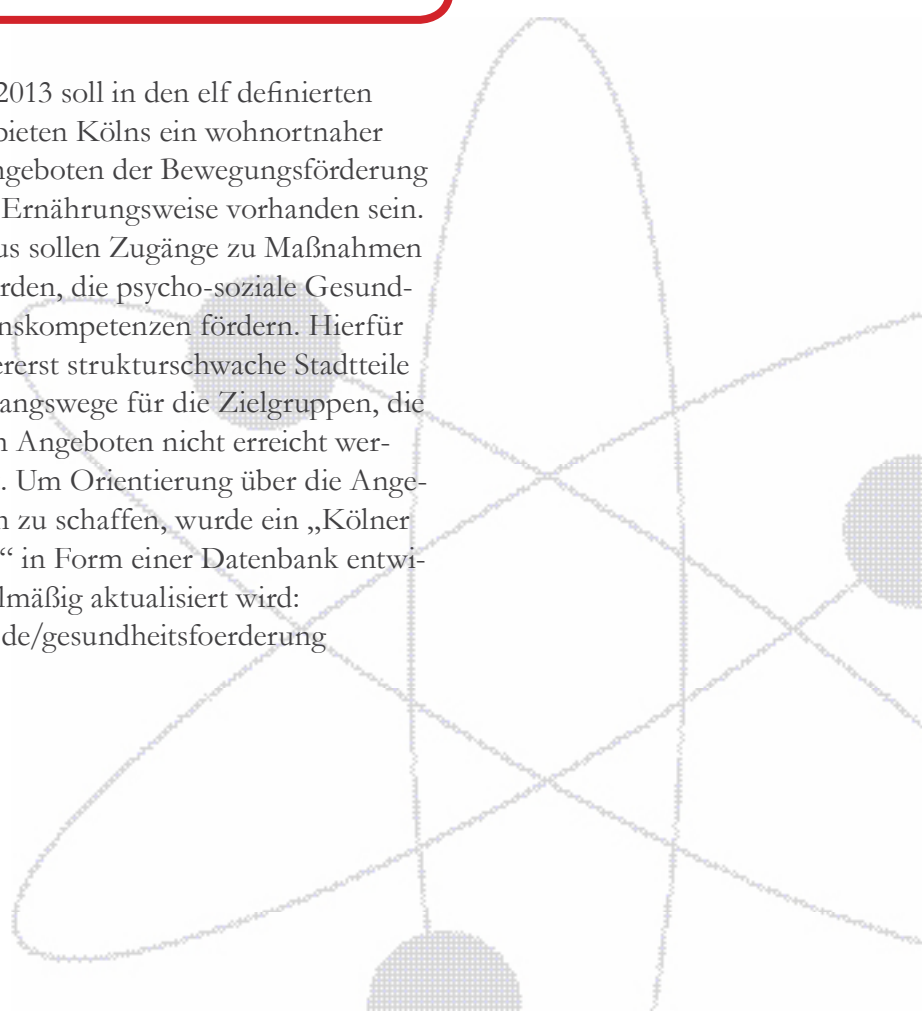 2013 soll in den elf definierten
bieten Kölns ein wohnortnaher
ngeboten der Bewegungsförderung
Ernährungsweise vorhanden sein.
us sollen Zugänge zu Maßnahmen
rden, die psycho-soziale Gesund-
nskompetenzen fördern. Hierfür
ererst strukturschwache Stadtteile
angswege für die Zielgruppen, die
n Angeboten nicht erreicht wer-
. Um Orientierung über die Ange-
n zu schaffen, wurde ein „Kölner
“ in Form einer Datenbank entwi-
lmäßig aktualisiert wird:
de/gesundheitsfoerderung